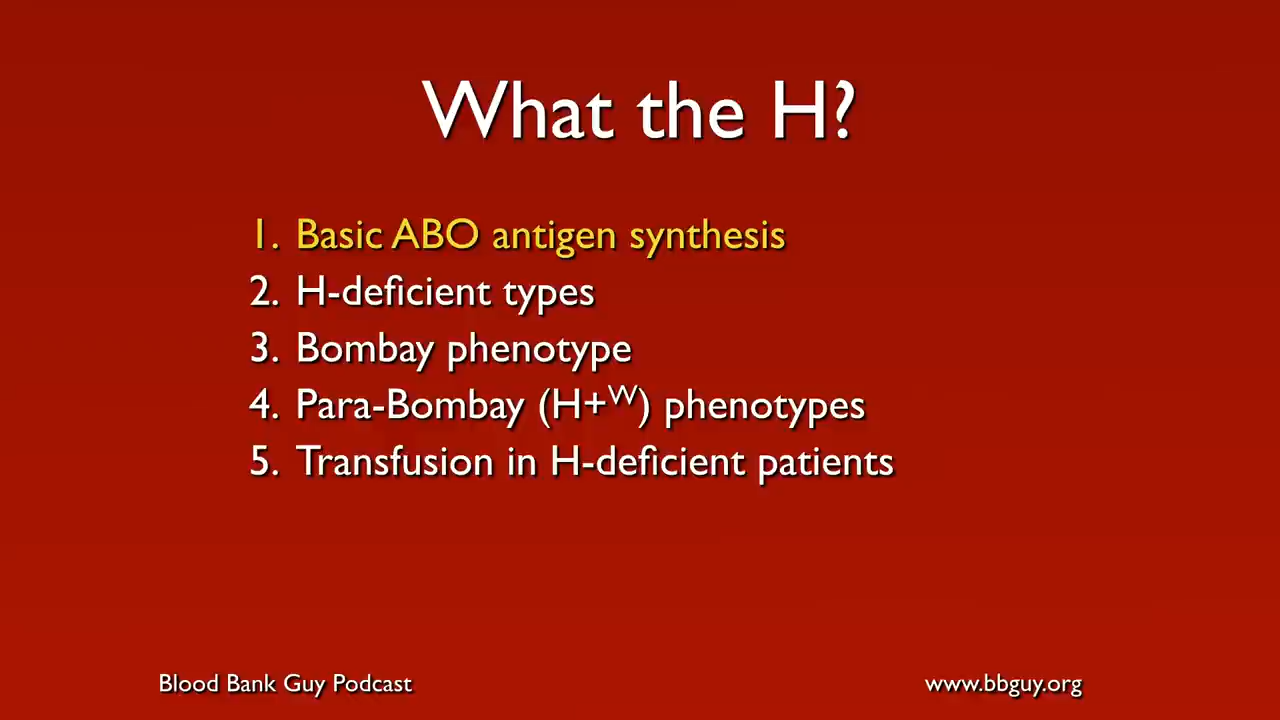 What the H?
1. Basic ABO antigen synthesis
2. H-deficient types
3. Bombay phenotype
4. Para-Bombay (H+ᵂ) phenotypes
5. Transfusion in H-deficient patients
Blood Bank Guy Podcast
www.bbguy.org